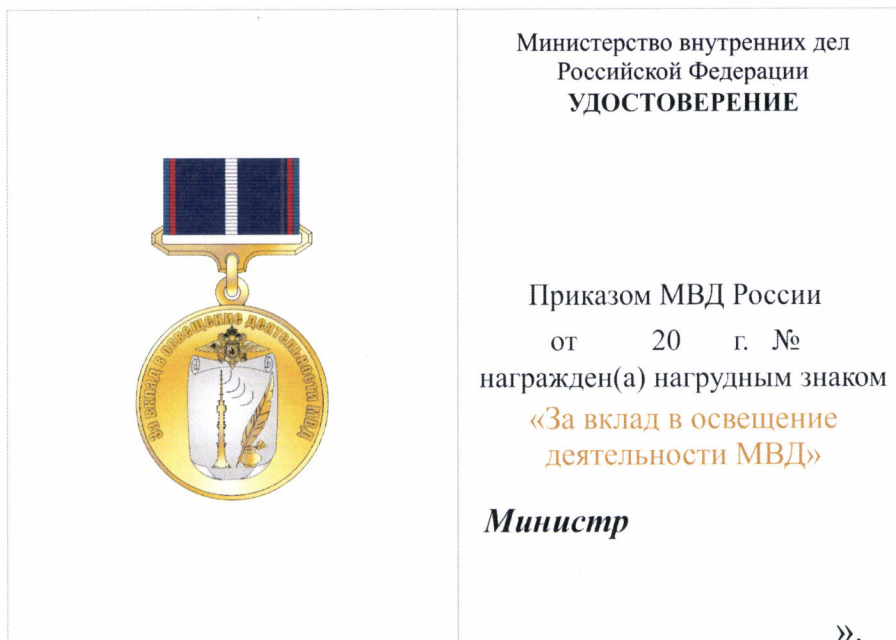 за вклад в освещение деятельности МВД
Министерство внутренних дел
Российской Федерации
УДОСТОВЕРЕНИЕ
Приказом МВД России
от 20 г. №
награжден(а) нагрудным знаком
«За вклад в освещение
деятельности МВД»
Министр
».